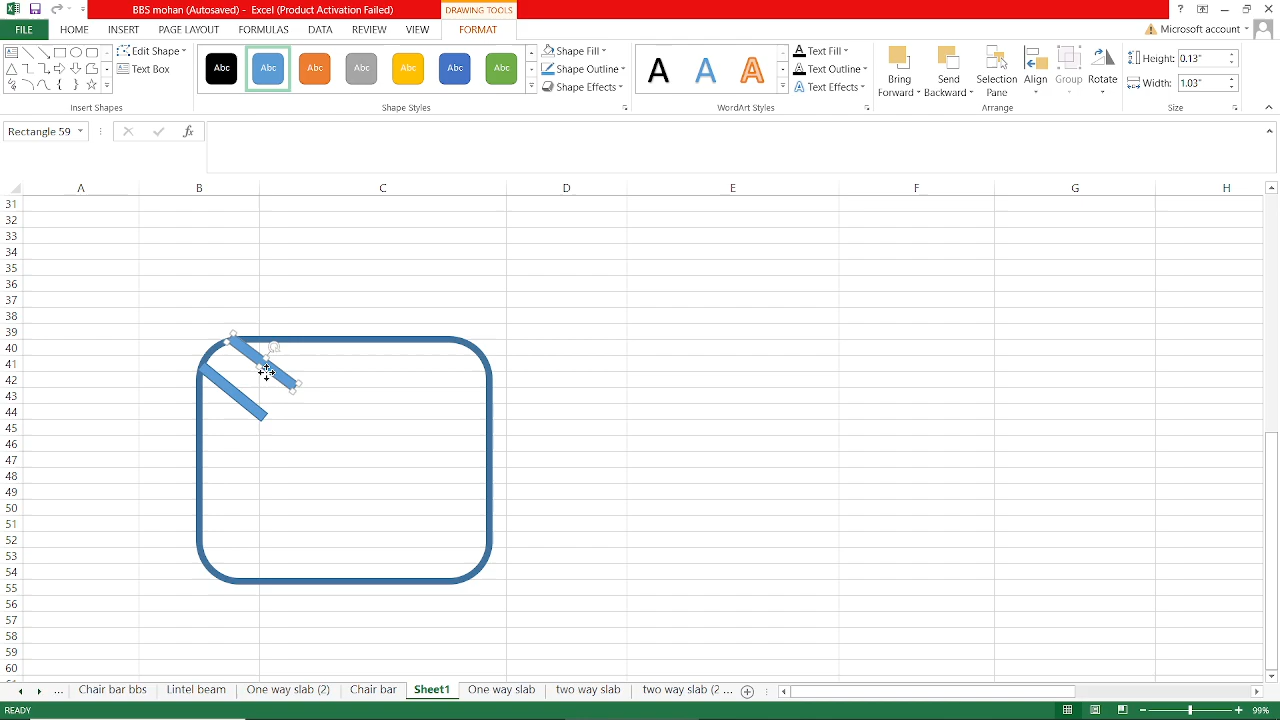 BBS mohan (Autosaved) - Excel (Product Activation Failed)
DRAWING TOOLS
?
FILE
HOME
INSERT
PAGE LAYOUT
FORMULAS
DATA
REVIEW
VIEW
FORMAT
Microsoft account
Edit Shape
Text Box
Insert Shapes
Abc Abc Abc Abc Abc Abc Abc
Shape Fill
Shape Outline
Shape Effects
Shape Styles
A A A
Text Fill
Text Outline
Text Effects
WordArt Styles
Bring
Forward
Send
Backward
Selection
Pane
Align
Group
Rotate
Arrange
Height: 0.13"
Width: 1.03"
Size
Rectangle 59
fx
A B C D E F G H
31
32
33
34
35
36
37
38
39
40
41
42
43
44
45
46
47
48
49
50
51
52
53
54
55
56
57
58
59
60
... Chair bar bbs Lintel beam One way slab (2) Chair bar Sheet1 One way slab two way slab two way slab (2 ...
READY
99%